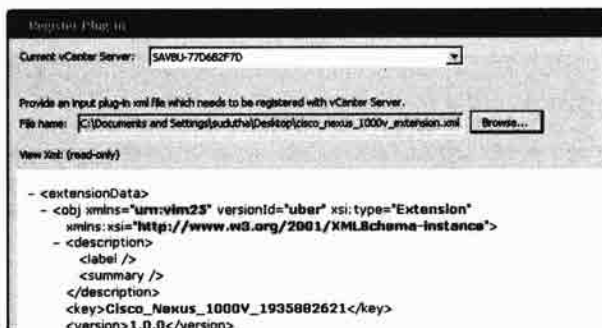 Register Plug-in
Current vCenter Server: SAVBU-77D6B2F7D
Provide an input plug-in xml file which needs to be registered with vCenter Server.
File name: C:\Documents and Settings\sudutha\Desktop\cisco_nexus_1000v_extension.xml Browse...
View Xml: (read-only)
- <extensionData>
- <obj xmlns="urn:vim25" versionId="uber" xsi:type="Extension"
xmlns:xsi="http://www.w3.org/2001/XMLSchema-instance">
- <description>
<label />
<summary />
</description>
<key>Cisco_Nexus_1000V_1935882621</key>
<version>1.0.0</version>